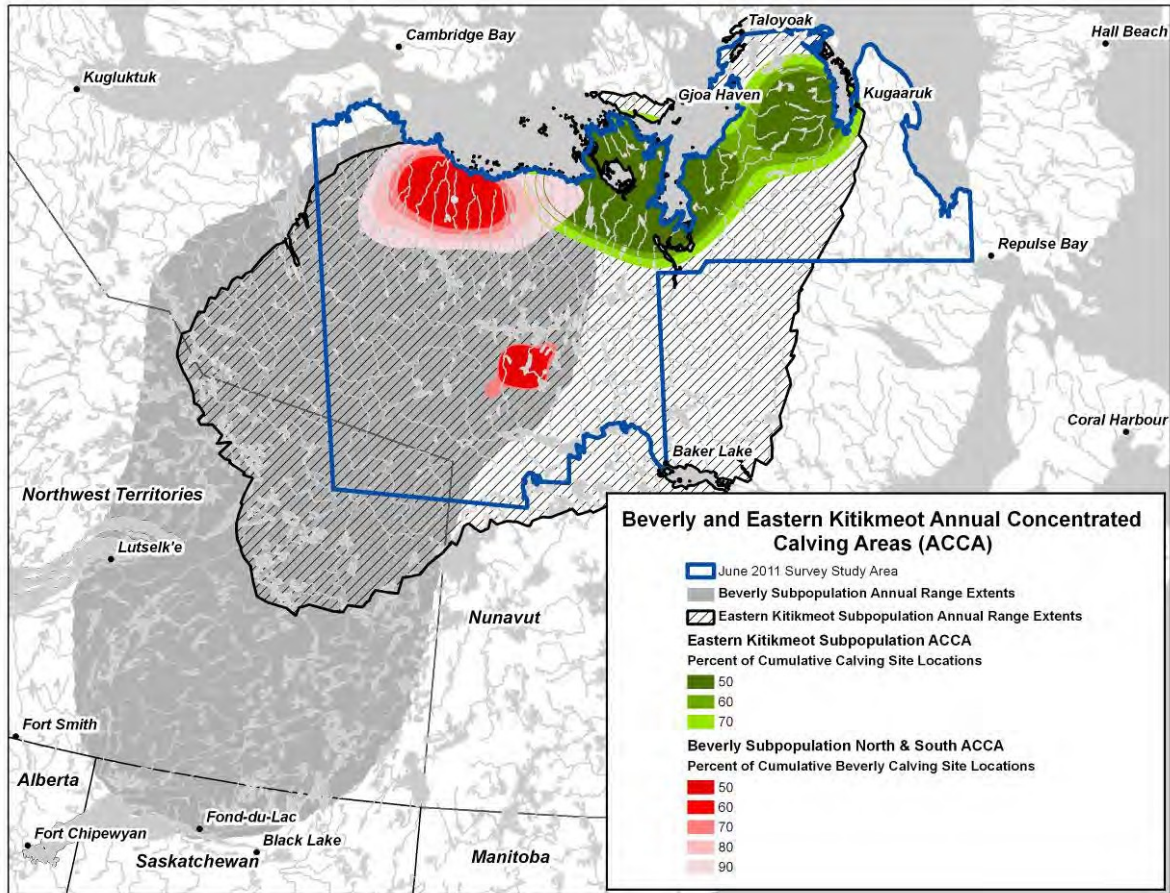 Taloyoak
Cambridge Bay
Hall Beach
Kugluktuk
Gjoa Haven
Kugaaruk
Repulse Bay
Coral Harbour
Baker Lake
Northwest Territories
Lutselk'e
Nunavut
Fort Smith
Alberta
Fond-du-Lac
Fort Chipewyan
Black Lake
Saskatchewan
Manitoba
Beverly and Eastern Kitikmeot Annual Concentrated
Calving Areas (ACCA)
June 2011 Survey Study Area
Beverly Subpopulation Annual Range Extents
Eastern Kitikmeot Subpopulation Annual Range Extents
Eastern Kitikmeot Subpopulation ACCA
Percent of Cumulative Calving Site Locations
50
60
70
Beverly Subpopulation North & South ACCA
Percent of Cumulative Beverly Calving Site Locations
50
60
70
80
90